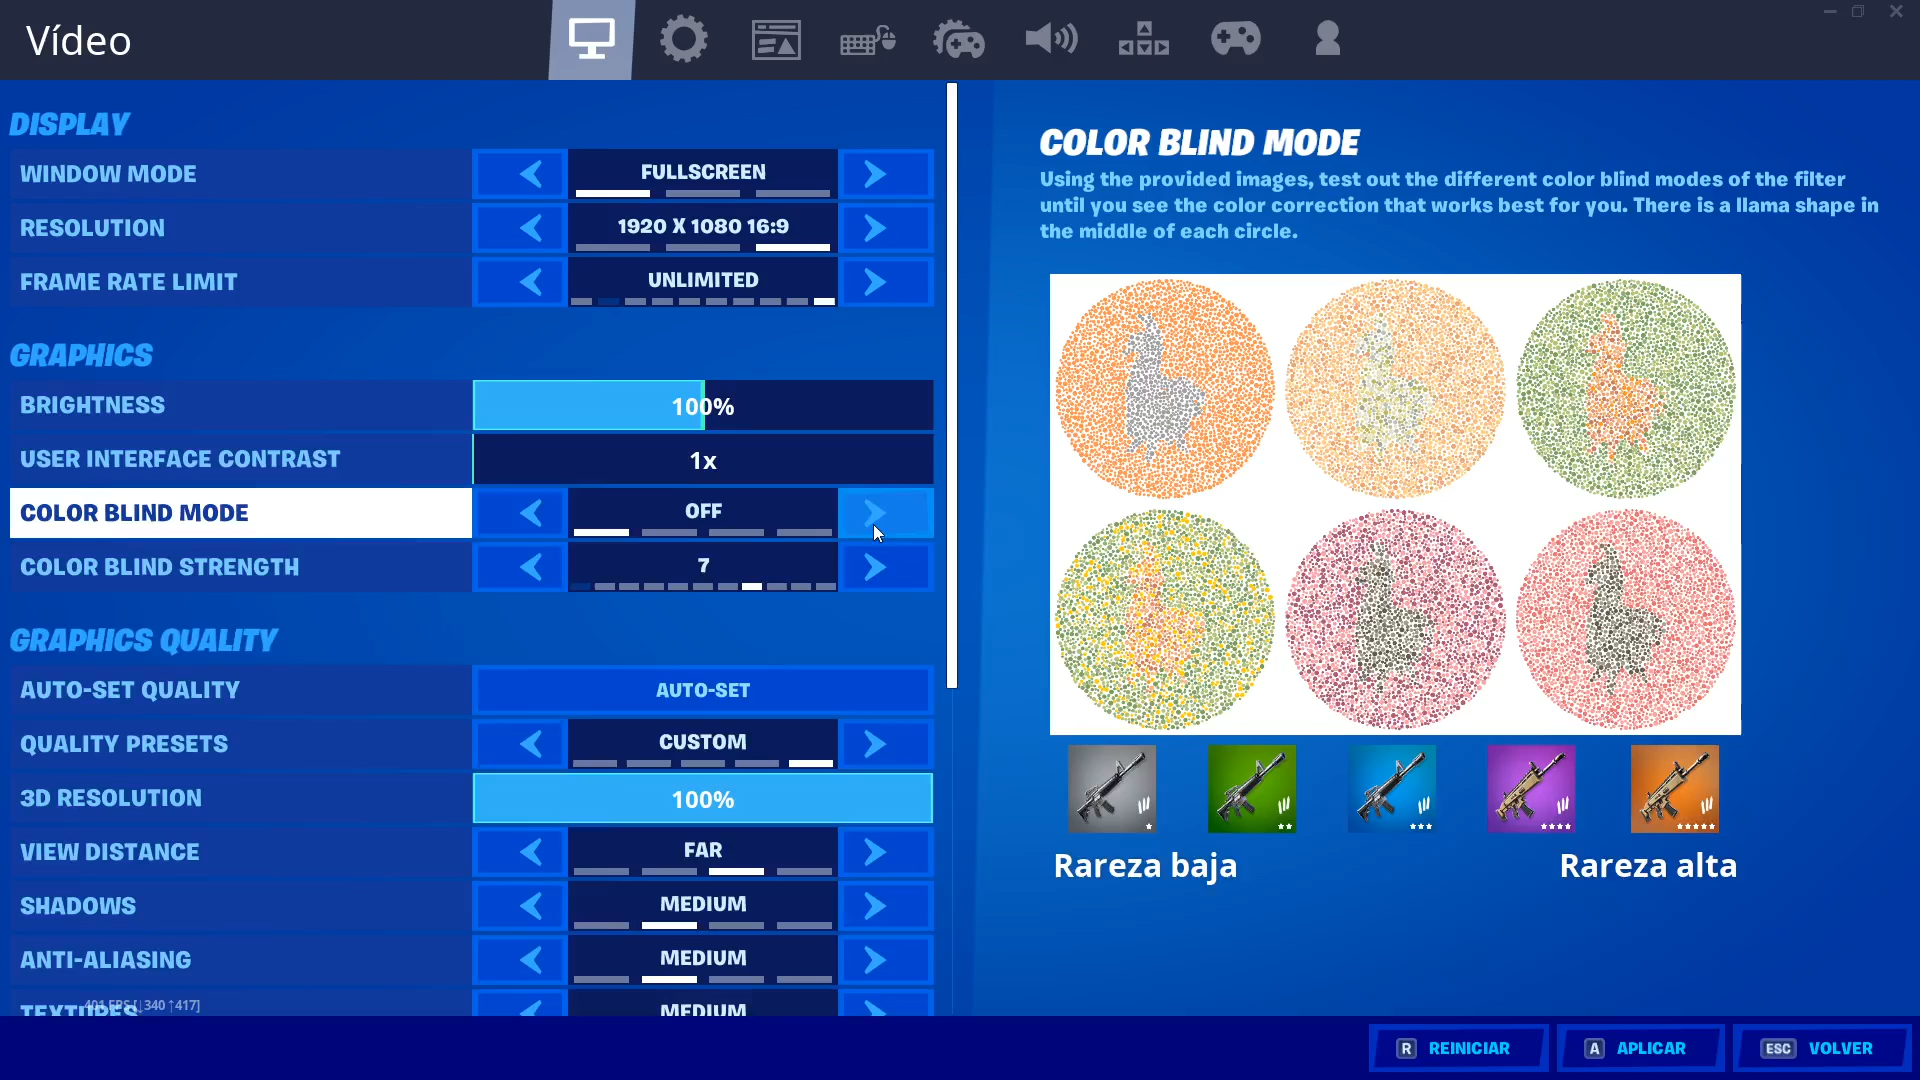 Vídeo
DISPLAY
WINDOW MODE
FULLSCREEN
RESOLUTION
1920 X 1080 16:9
FRAME RATE LIMIT
UNLIMITED
GRAPHICS
BRIGHTNESS
100%
USER INTERFACE CONTRAST
1x
COLOR BLIND MODE
OFF
COLOR BLIND STRENGTH
7
GRAPHICS QUALITY
AUTO-SET QUALITY
AUTO-SET
QUALITY PRESETS
CUSTOM
3D RESOLUTION
100%
VIEW DISTANCE
FAR
SHADOWS
MEDIUM
ANTI-ALIASING
MEDIUM
401 FPS [↓340 ↑417]
TEXTURES
MEDIUM
COLOR BLIND MODE
Using the provided images, test out the different color blind modes of the filter
until you see the color correction that works best for you. There is a llama shape in
the middle of each circle.
Rareza baja
Rareza alta
R REINICIAR
A APLICAR
ESC VOLVER